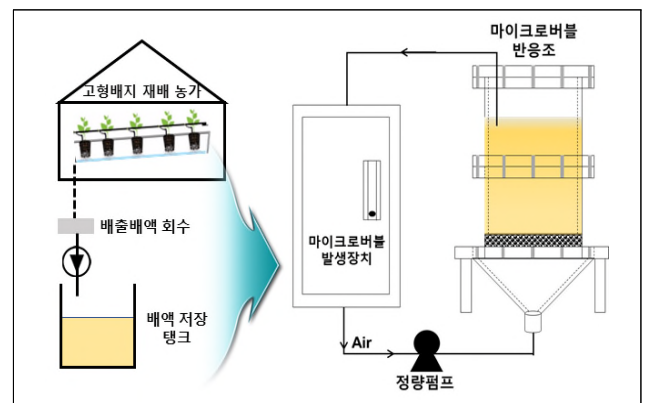 고형배지 재배 농가
배출배액 회수
배액 저장
탱크
마이크로버블
발생장치
마이크로버블
반응조
Air
정량펌프